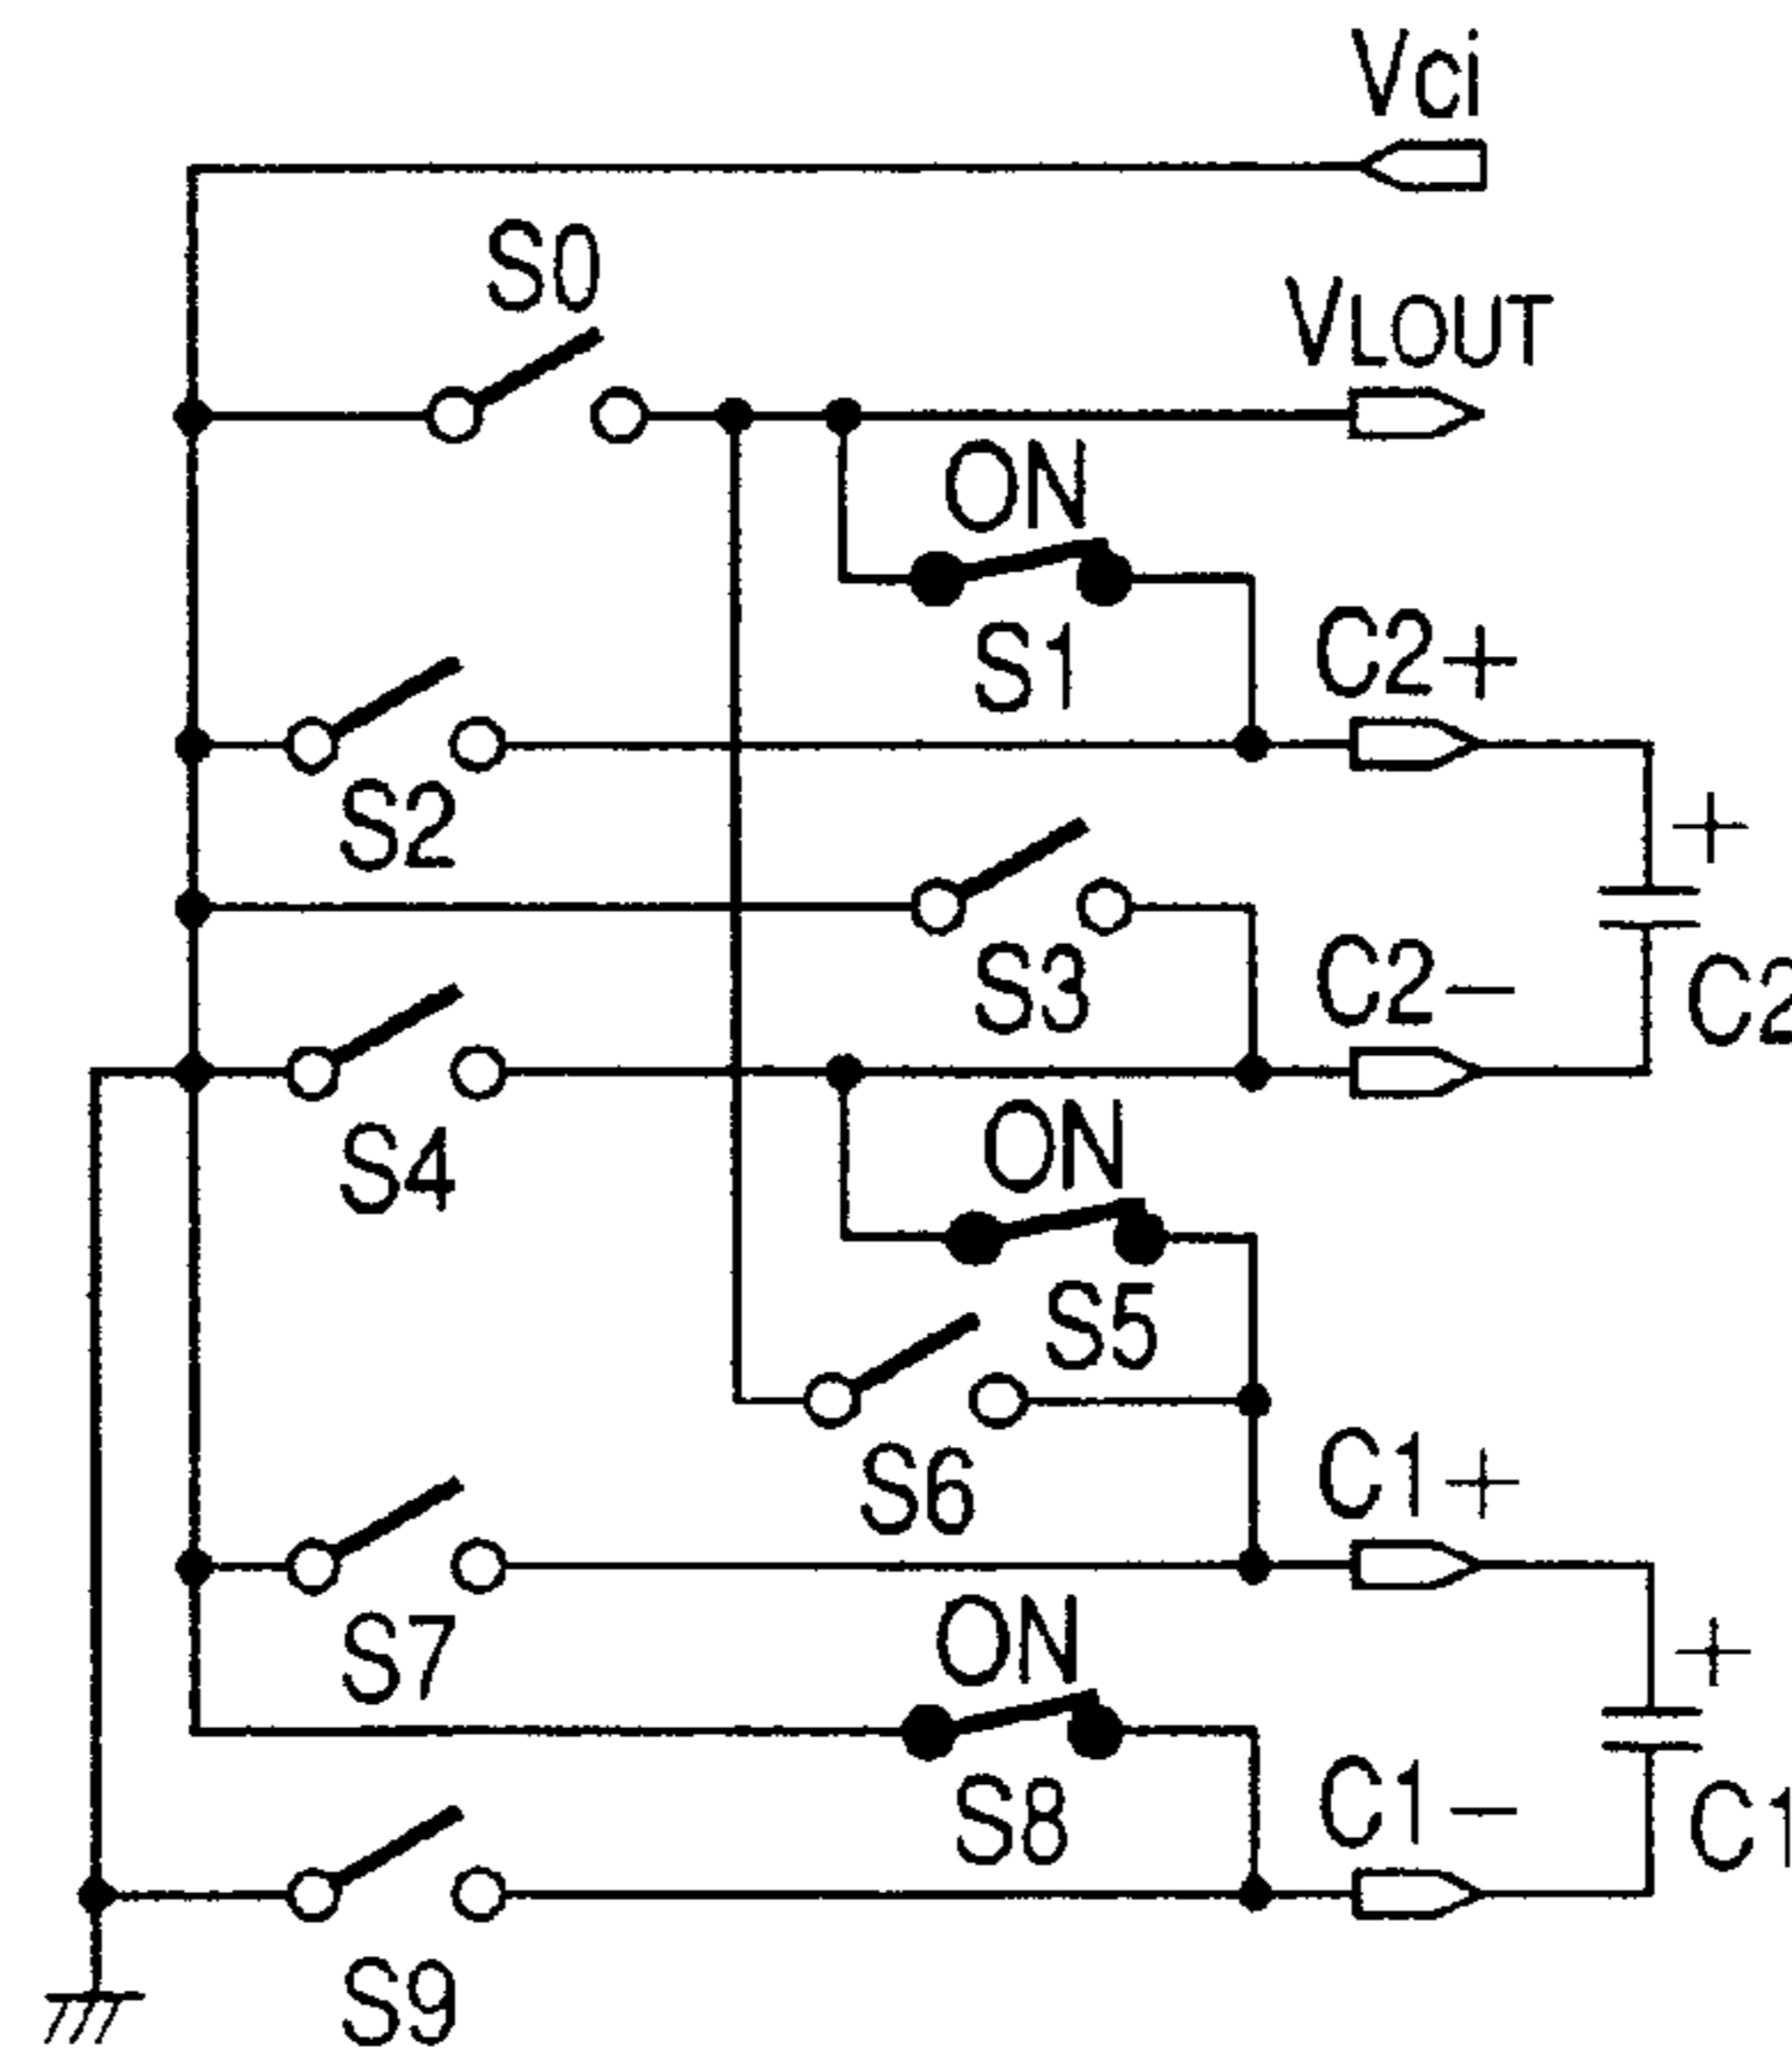 Vci
S0
VLOUT
ON
S1
C2+
S2
+
S3
C2-
C2
S4
ON
S5
S6
C1+
S7
ON
+
S8
C1-
C1
S9